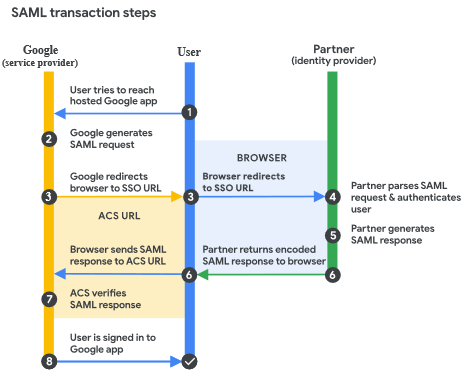 SAML transaction steps
Google
(service provider)
User
Partner
(identity provider)
User tries to reach
hosted Google app
1
2
Google generates
SAML request
BROWSER
Google redirects
browser to SSO URL
Browser redirects
to SSO URL
3
3
4
Partner parses SAML
request & authenticates
user
ACS URL
5
Partner generates
SAML response
Browser sends SAML
response to ACS URL
Partner returns encoded
SAML response to browser
6
6
7
ACS verifies
SAML response
User is signed in to
Google app
8